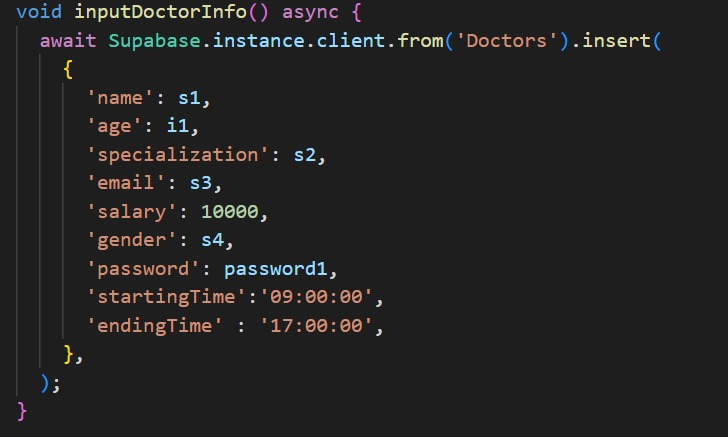 void inputDoctorInfo() async {
await Supabase.instance.client.from('Doctors').insert(
{
'name': s1,
'age': i1,
'specialization': s2,
'email': s3,
'salary': 10000,
'gender': s4,
'password': password1,
'startingTime':'09:00:00',
'endingTime' : '17:00:00',
},
);
}